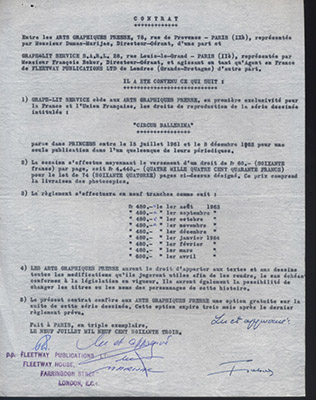 CONTRAT
Entre les ARTS GRAPHIQUES PRESSE, 78, rue de Provence - PARIS (IXè), représentés
par Monsieur Dumas-Marijac, Directeur-Gérant, d'une part et
GRAPH-LIT SERVICE S.A.R.L, rue Louis-le-Grand - PARIS (IIè), représentés par
Monsieur François Directeur-Gérant, et agissant en tant qu'Agent en France
de FLEETWAY PUBLICATIONS LTD de Londres (Grande-Bretagne) d'autre part,
IL A ETE CONVENU CE QUI SUIT :
1) GRAPH-LIT SERVICE cède aux ARTS GRAPHIQUES PRESSE, en première exclusivité pour
la France et l'Union Française, les droits de reproduction de la série dessinée
intitulée :
"CIRCUS BALLERINA"
parue dans PRINCESS entre le 15 juillet 1961 et le 8 décembre 1962 pour une
seule publication dans l'un quelconque de leurs périodiques.
2) La cession s'effectue moyennant le versement d'un droit de 60.- (SOIXANTE
francs) par page, soit 4.440.- (QUATRE MILLE QUATRE CENT QUARANTE FRANCS)
pour le lot de 74 (SOIXANTE QUATORZE) pages ci-dessus désigné. Ce prix comprend
la livraison des photocopies.
3) Le règlement s'effectuera en neuf tranches comme suit :
480,-- le 1er août 1963
480,-- " 1er septembre "
480,-- " 1er octobre "
480,-- " 1er novembre "
480,-- " 1er décembre "
480,-- " 1er janvier 1964
480,-- " 1er février "
480,-- " 1er mars "
600,-- " 1er avril "
4) LES ARTS GRAPHIQUES PRESSE auront le droit d'apporter aux textes et aux dessins
toutes les modifications qu'ils jugeront utiles afin de les rendre, le cas échéant
conformes à la législation en vigueur, ils auront également la possibilité de
changer les titres ou les noms des personnages de cette histoire.
5) Le présent contrat confère aux ARTS GRAPHIQUES PRESSE une option gratuite sur la
suite de cette série dessinée. Cette option expire trois mois après le dernier
règlement prévu.
Fait à PARIS, en triple exemplaire,
LE NEUF JUILLET MIL NEUF CENT SOIXANTE TROIS.
Lu et approuvé
Lu et approuvé
p.p. FLEETWAY PUBLICATIONS
FLEETWAY HOUSE,
FARRINGDON STREET
LONDON, E.C.4